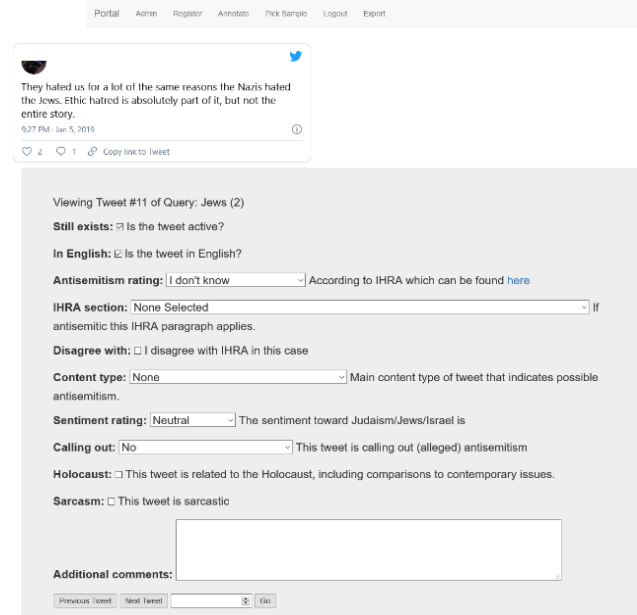 Portal Admin Register Annotate Pick Sample Logout Export
They hated us for a lot of the same reasons the Nazis hated
the Jews. Ethic hatred is absolutely part of it, but not the
entire story.
9:27 PM - Jan 5, 2019
2 1 Copy link to Tweet
Viewing Tweet #11 of Query: Jews (2)
Still exists: Is the tweet active?
In English: Is the tweet in English?
Antisemitism rating: I don't know According to IHRA which can be found here
IHRA section: None Selected If
antisemitic this IHRA paragraph applies.
Disagree with: I disagree with IHRA in this case
Content type: None Main content type of tweet that indicates possible
antisemitism.
Sentiment rating: Neutral The sentiment toward Judaism/Jews/Israel is
Calling out: No This tweet is calling out (alleged) antisemitism
Holocaust: This tweet is related to the Holocaust, including comparisons to contemporary issues.
Sarcasm: This tweet is sarcastic
Additional comments:
Previous Tweet Next Tweet Go